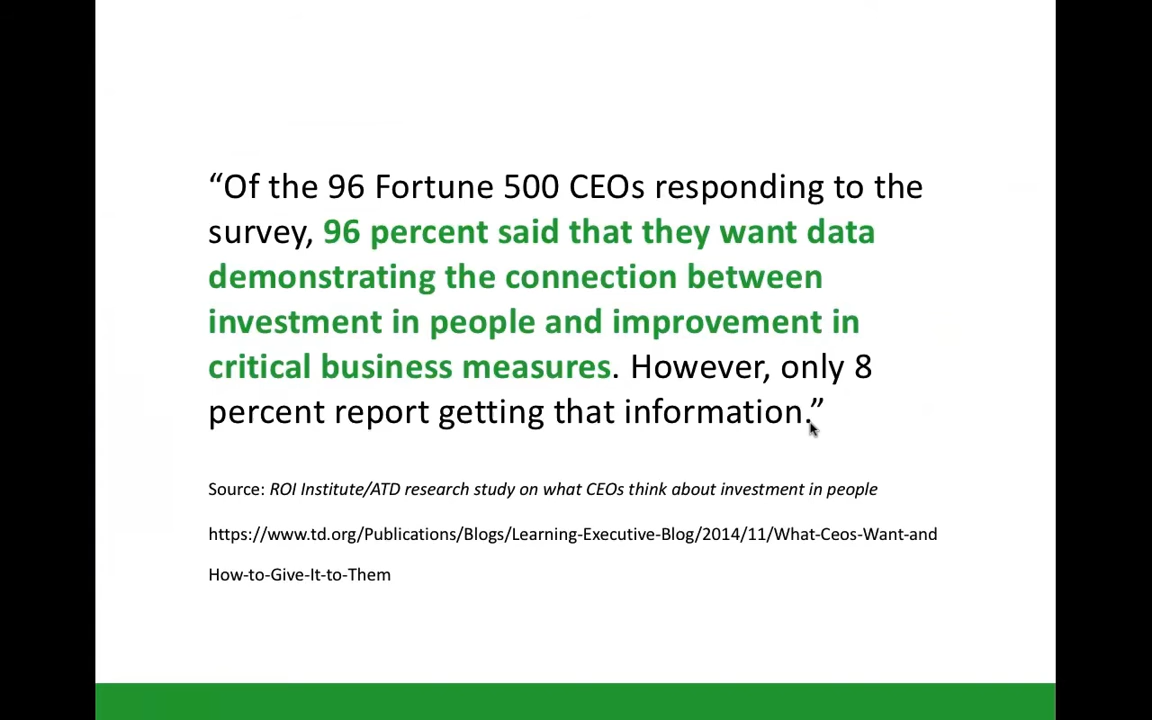 “Of the 96 Fortune 500 CEOs responding to the
survey, 96 percent said that they want data
demonstrating the connection between
investment in people and improvement in
critical business measures. However, only 8
percent report getting that information.”
Source: ROI Institute/ATD research study on what CEOs think about investment in people
https://www.td.org/Publications/Blogs/Learning-Executive-Blog/2014/11/What-Ceos-Want-and
How-to-Give-It-to-Them